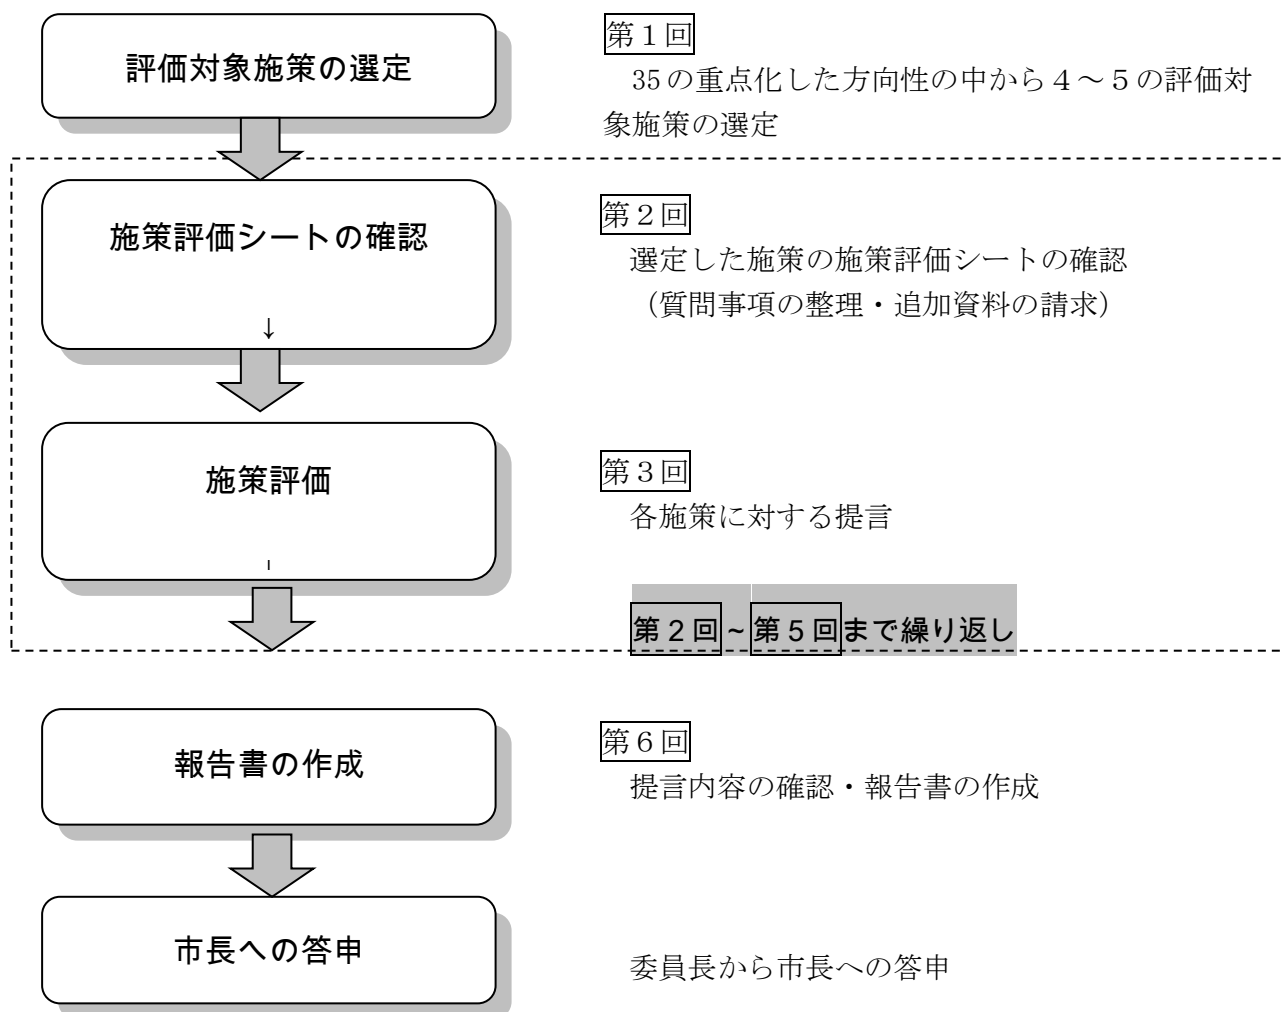 評価対象施策の選定
第１回
35の重点化した方向性の中から４～５の評価対
象施策の選定
施策評価シートの確認
↓
第２回
選定した施策の施策評価シートの確認
（質問事項の整理・追加資料の請求）
施策評価
第３回
各施策に対する提言
第２回～第５回まで繰り返し
報告書の作成
第６回
提言内容の確認・報告書の作成
市長への答申
委員長から市長への答申